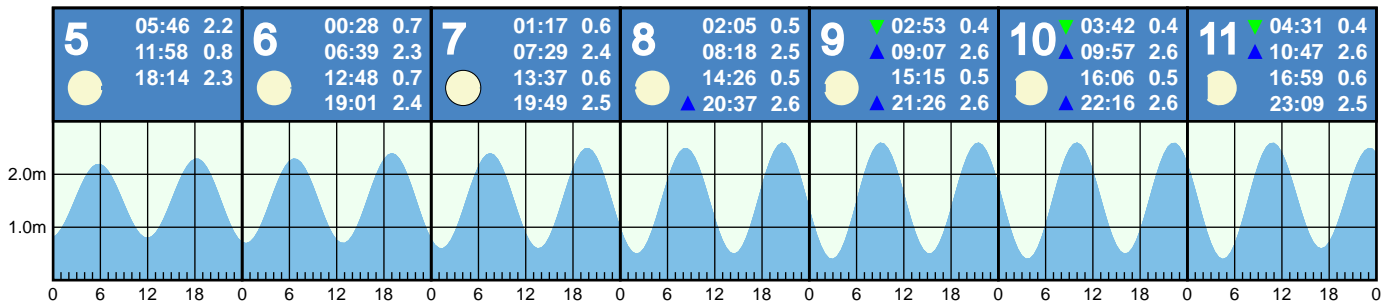 5
05:46 2.2
11:58 0.8
18:14 2.3
6
00:28 0.7
06:39 2.3
12:48 0.7
19:01 2.4
7
01:17 0.6
07:29 2.4
13:37 0.6
19:49 2.5
8
02:05 0.5
08:18 2.5
14:26 0.5
▲ 20:37 2.6
9
▼ 02:53 0.4
▲ 09:07 2.6
15:15 0.5
▲ 21:26 2.6
10
▼ 03:42 0.4
▲ 09:57 2.6
16:06 0.5
▲ 22:16 2.6
11
▼ 04:31 0.4
▲ 10:47 2.6
16:59 0.6
23:09 2.5
2.0m
1.0m
0 6 12 18 0 6 12 18 0 6 12 18 0 6 12 18 0 6 12 18 0 6 12 18 0 6 12 18 0